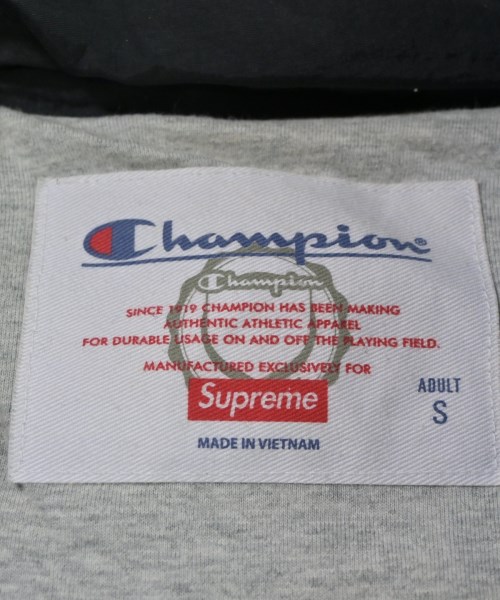 Champion®
Champion
SINCE 1919 CHAMPION HAS BEEN MAKING
AUTHENTIC ATHLETIC APPAREL
FOR DURABLE USAGE ON AND OFF THE PLAYING FIELD.
MANUFACTURED EXCLUSIVELY FOR
Supreme
ADULT
S
MADE IN VIETNAM